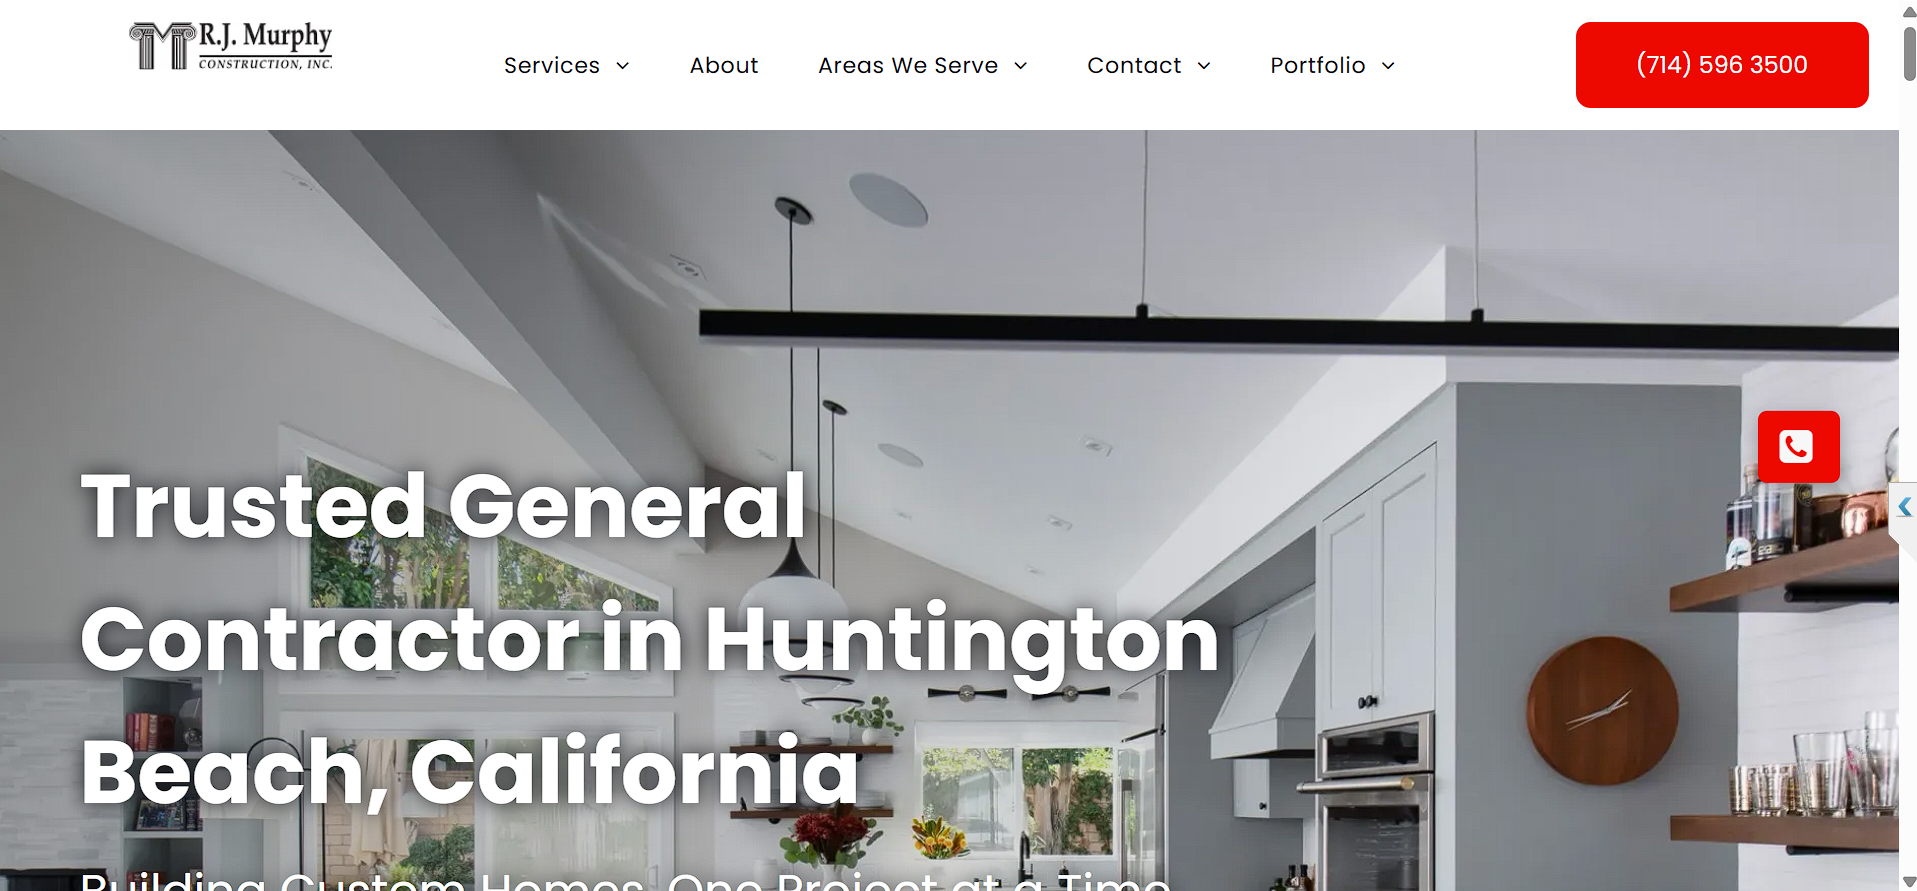 R.J. Murphy
CONSTRUCTION, INC.
Services
About
Areas We Serve
Contact
Portfolio
(714) 596 3500
Trusted General
Contractor in Huntington
Beach, California
Building Custom Homes, One Project at a Time